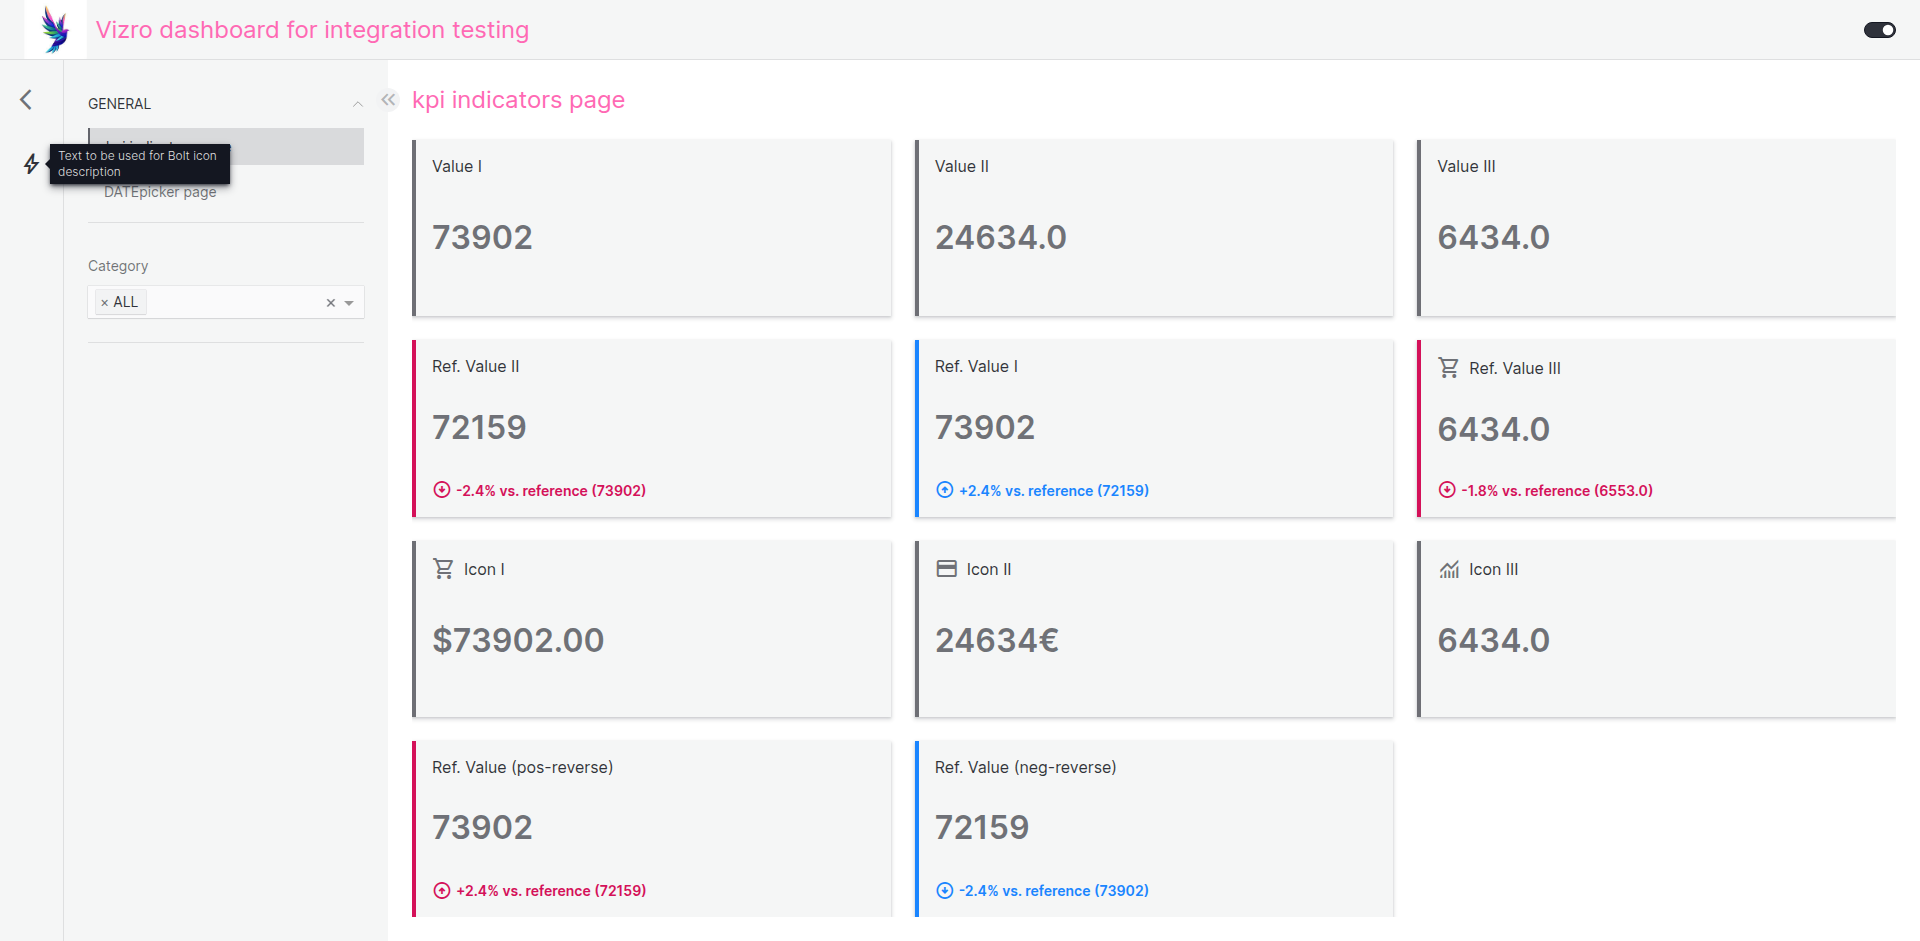 Vizro dashboard for integration testing
GENERAL
Text to be used for Bolt icon
description
DATEpicker page
Category
× ALL
kpi indicators page
Value I
73902
Value II
24634.0
Value III
6434.0
Ref. Value II
72159
-2.4% vs. reference (73902)
Ref. Value I
73902
+2.4% vs. reference (72159)
Ref. Value III
6434.0
-1.8% vs. reference (6553.0)
Icon I
$73902.00
Icon II
24634€
Icon III
6434.0
Ref. Value (pos-reverse)
73902
+2.4% vs. reference (72159)
Ref. Value (neg-reverse)
72159
-2.4% vs. reference (73902)